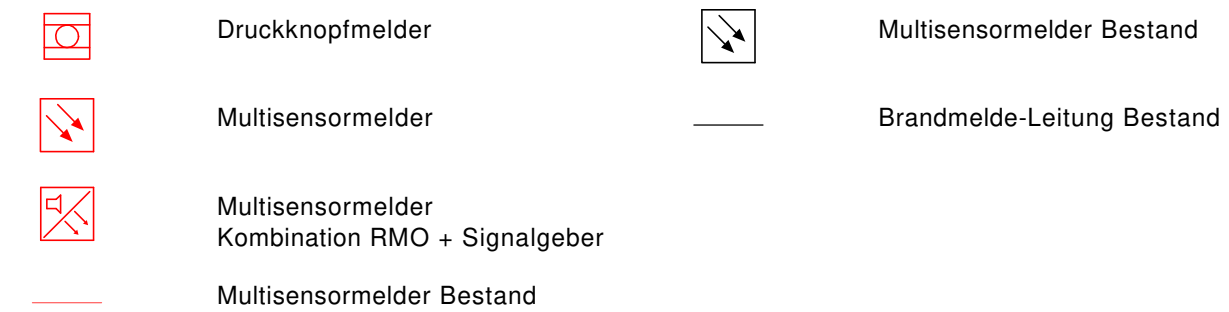 Druckknopfmelder
Multisensormelder
Multisensormelder
Kombination RMO + Signalgeber
Multisensormelder Bestand
Multisensormelder Bestand
Brandmelde-Leitung Bestand